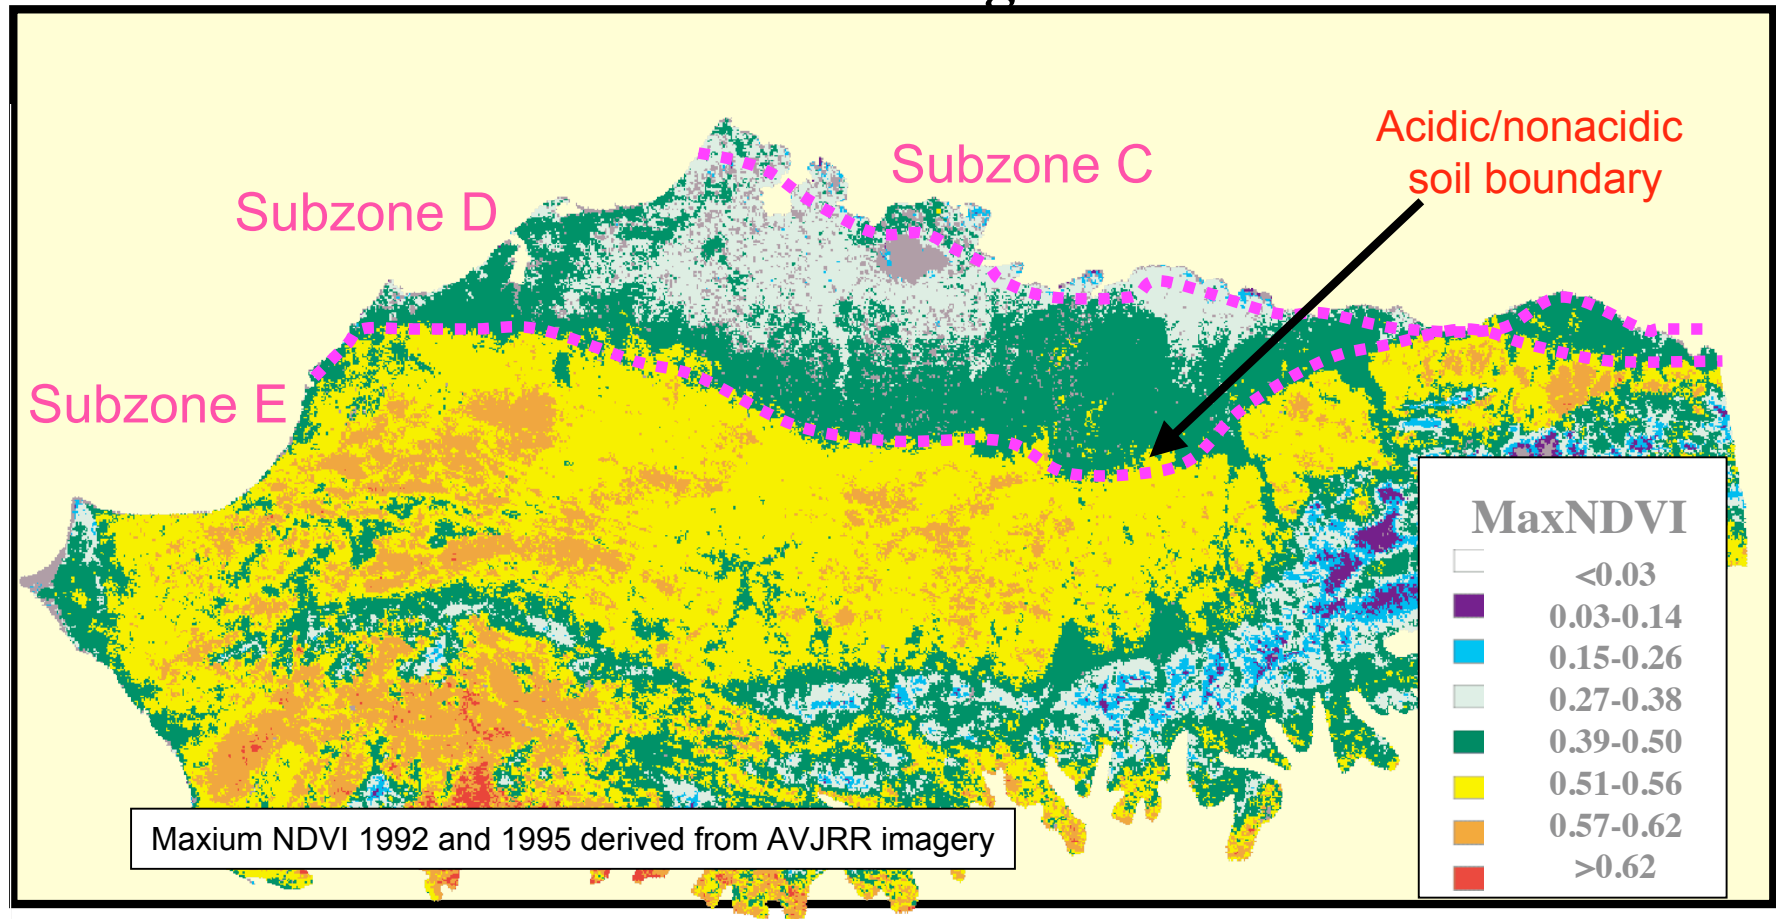 Subzone C
Acidic/nonacidic
soil boundary
Subzone D
Subzone E
MaxNDVI
<0.03
0.03-0.14
0.15-0.26
0.27-0.38
0.39-0.50
0.51-0.56
0.57-0.62
>0.62
Maxium NDVI 1992 and 1995 derived from AVJRR imagery